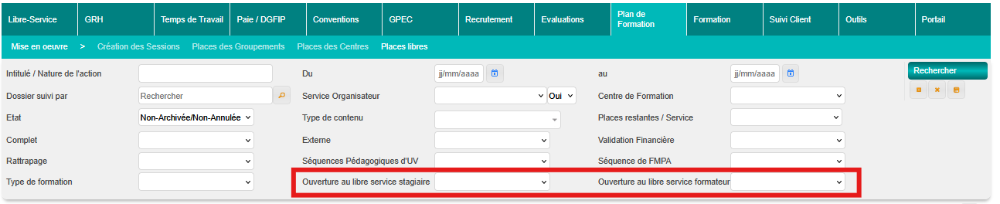 Libre-Service GRH Temps de Travail Paie / DGFIP Conventions GPEC Recrutement Evaluations Plan de Formation Formation Suivi Client Outils Portail
Mise en oeuvre > Création des Sessions Places des Groupements Places des Centres Places libres
Intitulé / Nature de l'action Du jj/mm/aaaa au jj/mm/aaaa Rechercher
Dossier suivi par Rechercher Service Organisateur Oui Centre de Formation
Etat Non-Archivée/Non-Annulée Type de contenu Places restantes / Service
Complet Externe Validation Financière
Rattrapage Séquences Pédagogiques d'UV Séquence de FMPA
Type de formation Ouverture au libre service stagiaire Ouverture au libre service formateur